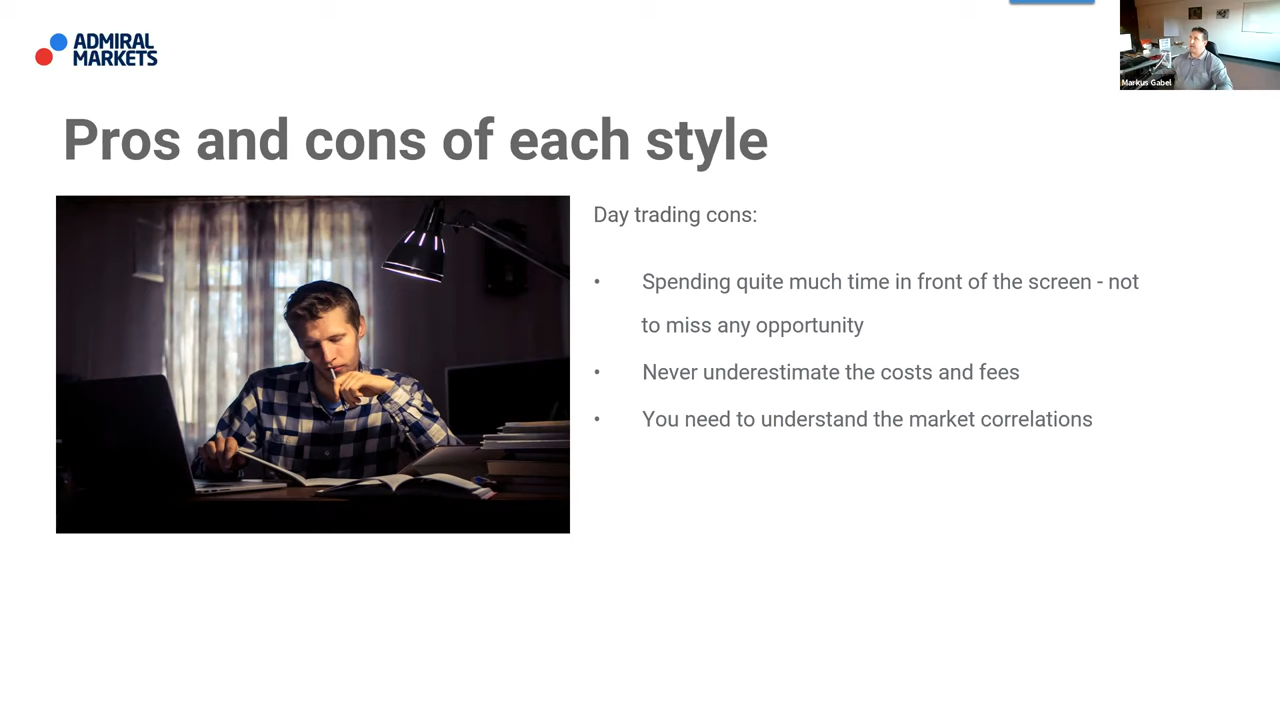 ADMIRAL
MARKETS
Markus Gabel
Pros and cons of each style
Day trading cons:
• Spending quite much time in front of the screen - not
to miss any opportunity
• Never underestimate the costs and fees
• You need to understand the market correlations